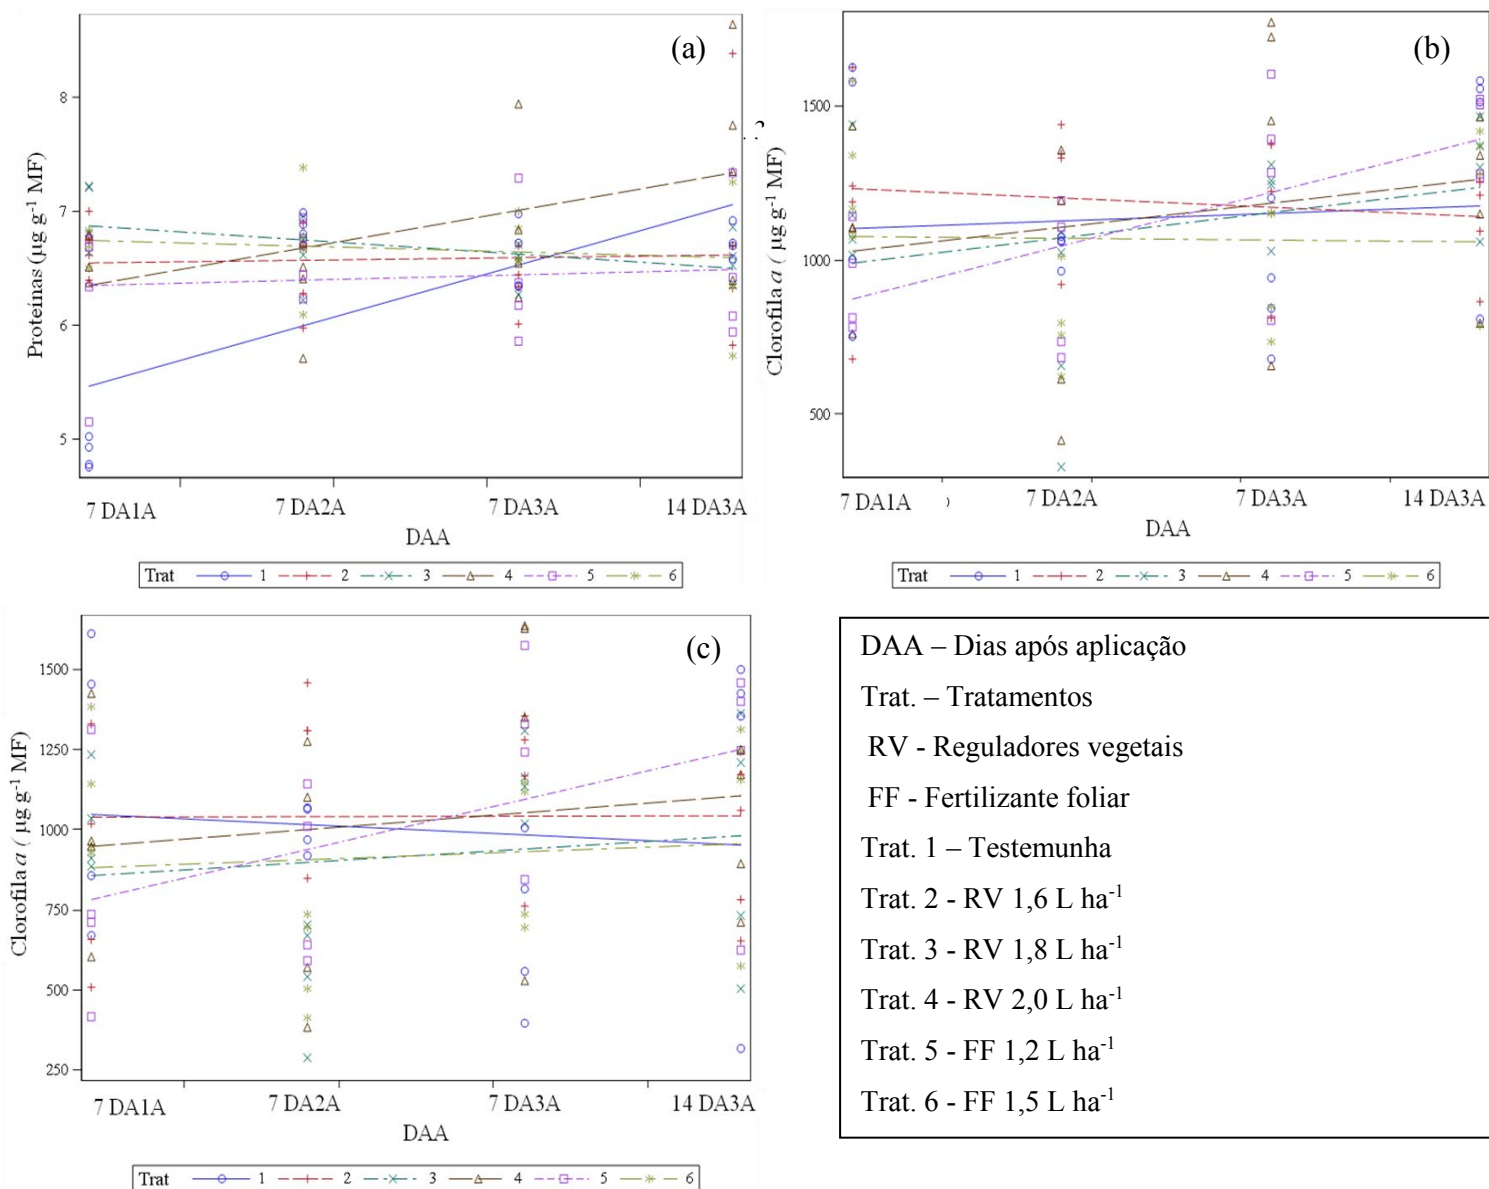 (a)
8
7
6
5
Proteínas (µg g⁻¹ MF)
7 DA1A 7 DA2A 7 DA3A 14 DA3A
DAA
Trat 1 2 3 4 5 6
(b)
1500
1000
500
Clorofila a ( µg g⁻¹ MF)
7 DA1A 7 DA2A 7 DA3A 14 DA3A
DAA
Trat 1 2 3 4 5 6
(c)
1500
1250
1000
750
500
250
Clorofila a ( µg g⁻¹ MF)
7 DA1A 7 DA2A 7 DA3A 14 DA3A
DAA
Trat 1 2 3 4 5 6
DAA – Dias após aplicação
Trat. – Tratamentos
RV - Reguladores vegetais
FF - Fertilizante foliar
Trat. 1 – Testemunha
Trat. 2 - RV 1,6 L ha⁻¹
Trat. 3 - RV 1,8 L ha⁻¹
Trat. 4 - RV 2,0 L ha⁻¹
Trat. 5 - FF 1,2 L ha⁻¹
Trat. 6 - FF 1,5 L ha⁻¹